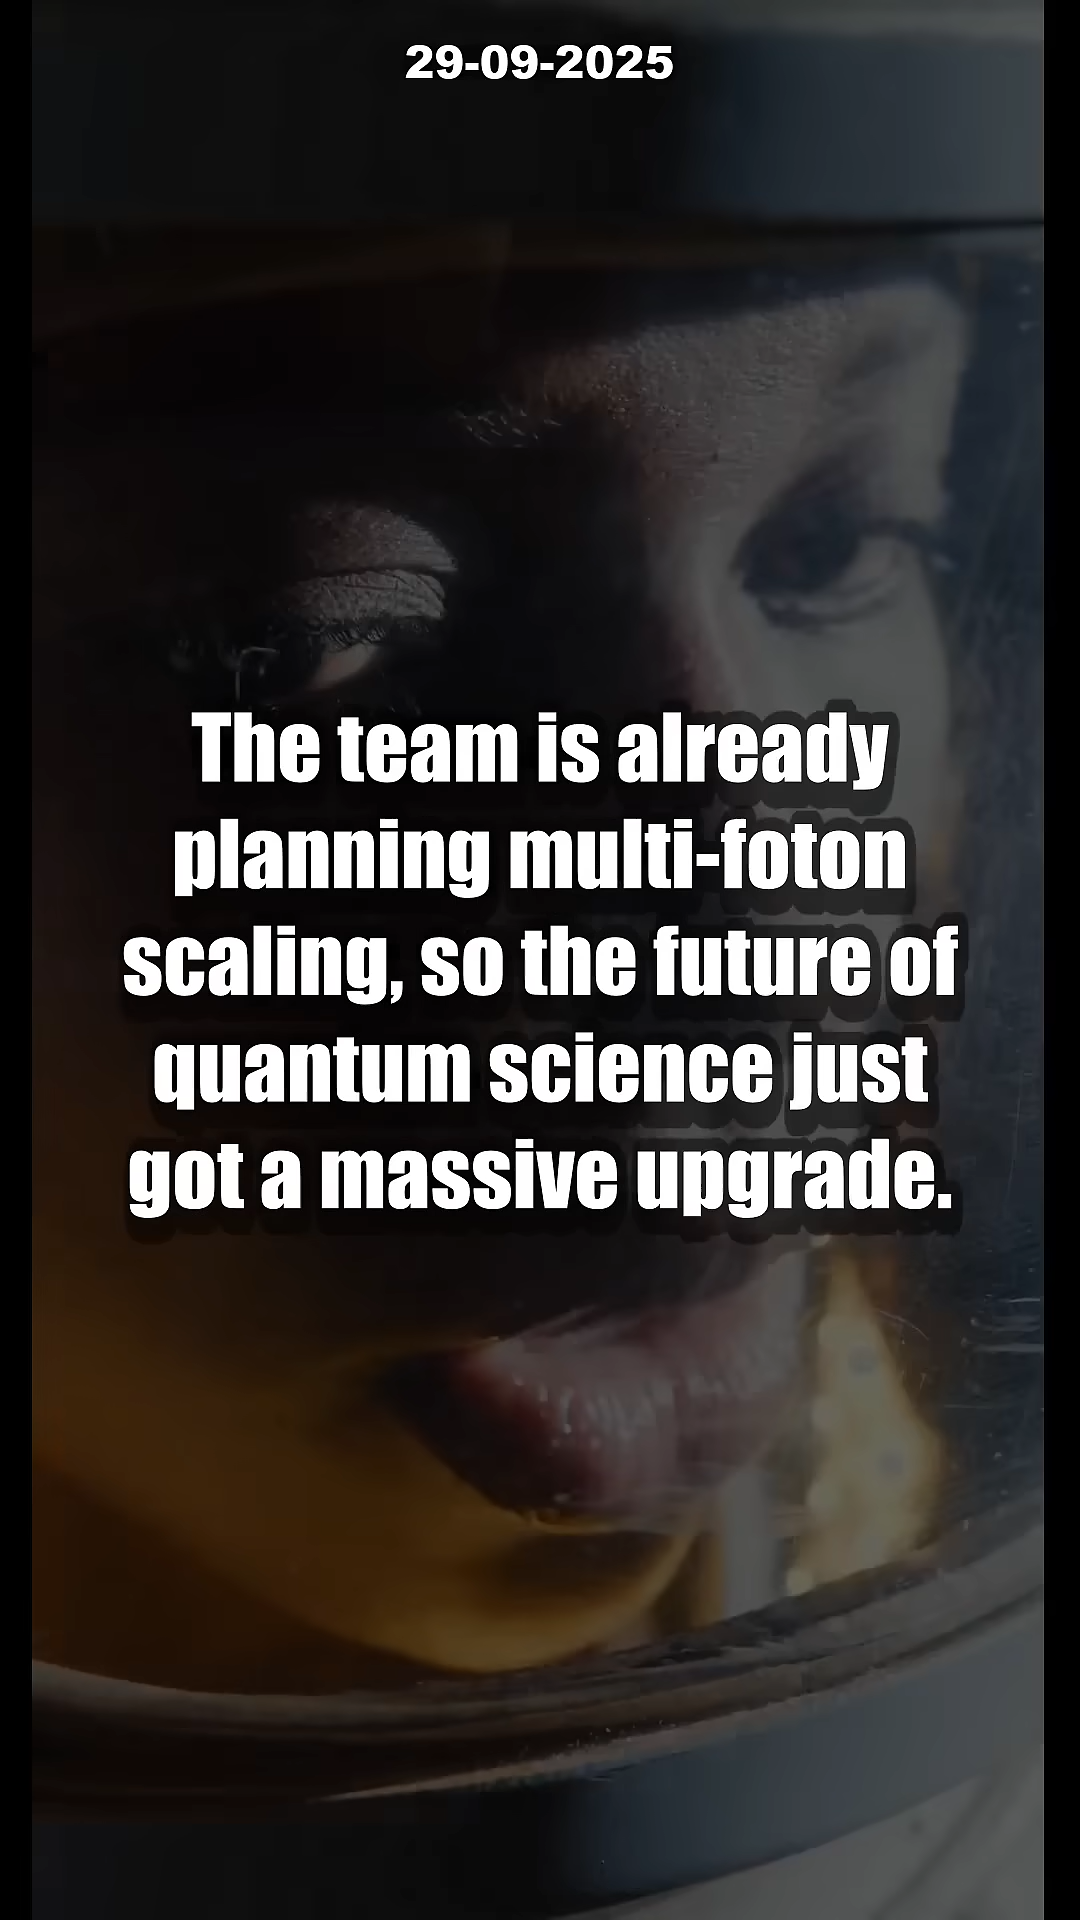 29-09-2025
The team is already
planning multi-foton
scaling, so the future of
quantum science just
got a massive upgrade.